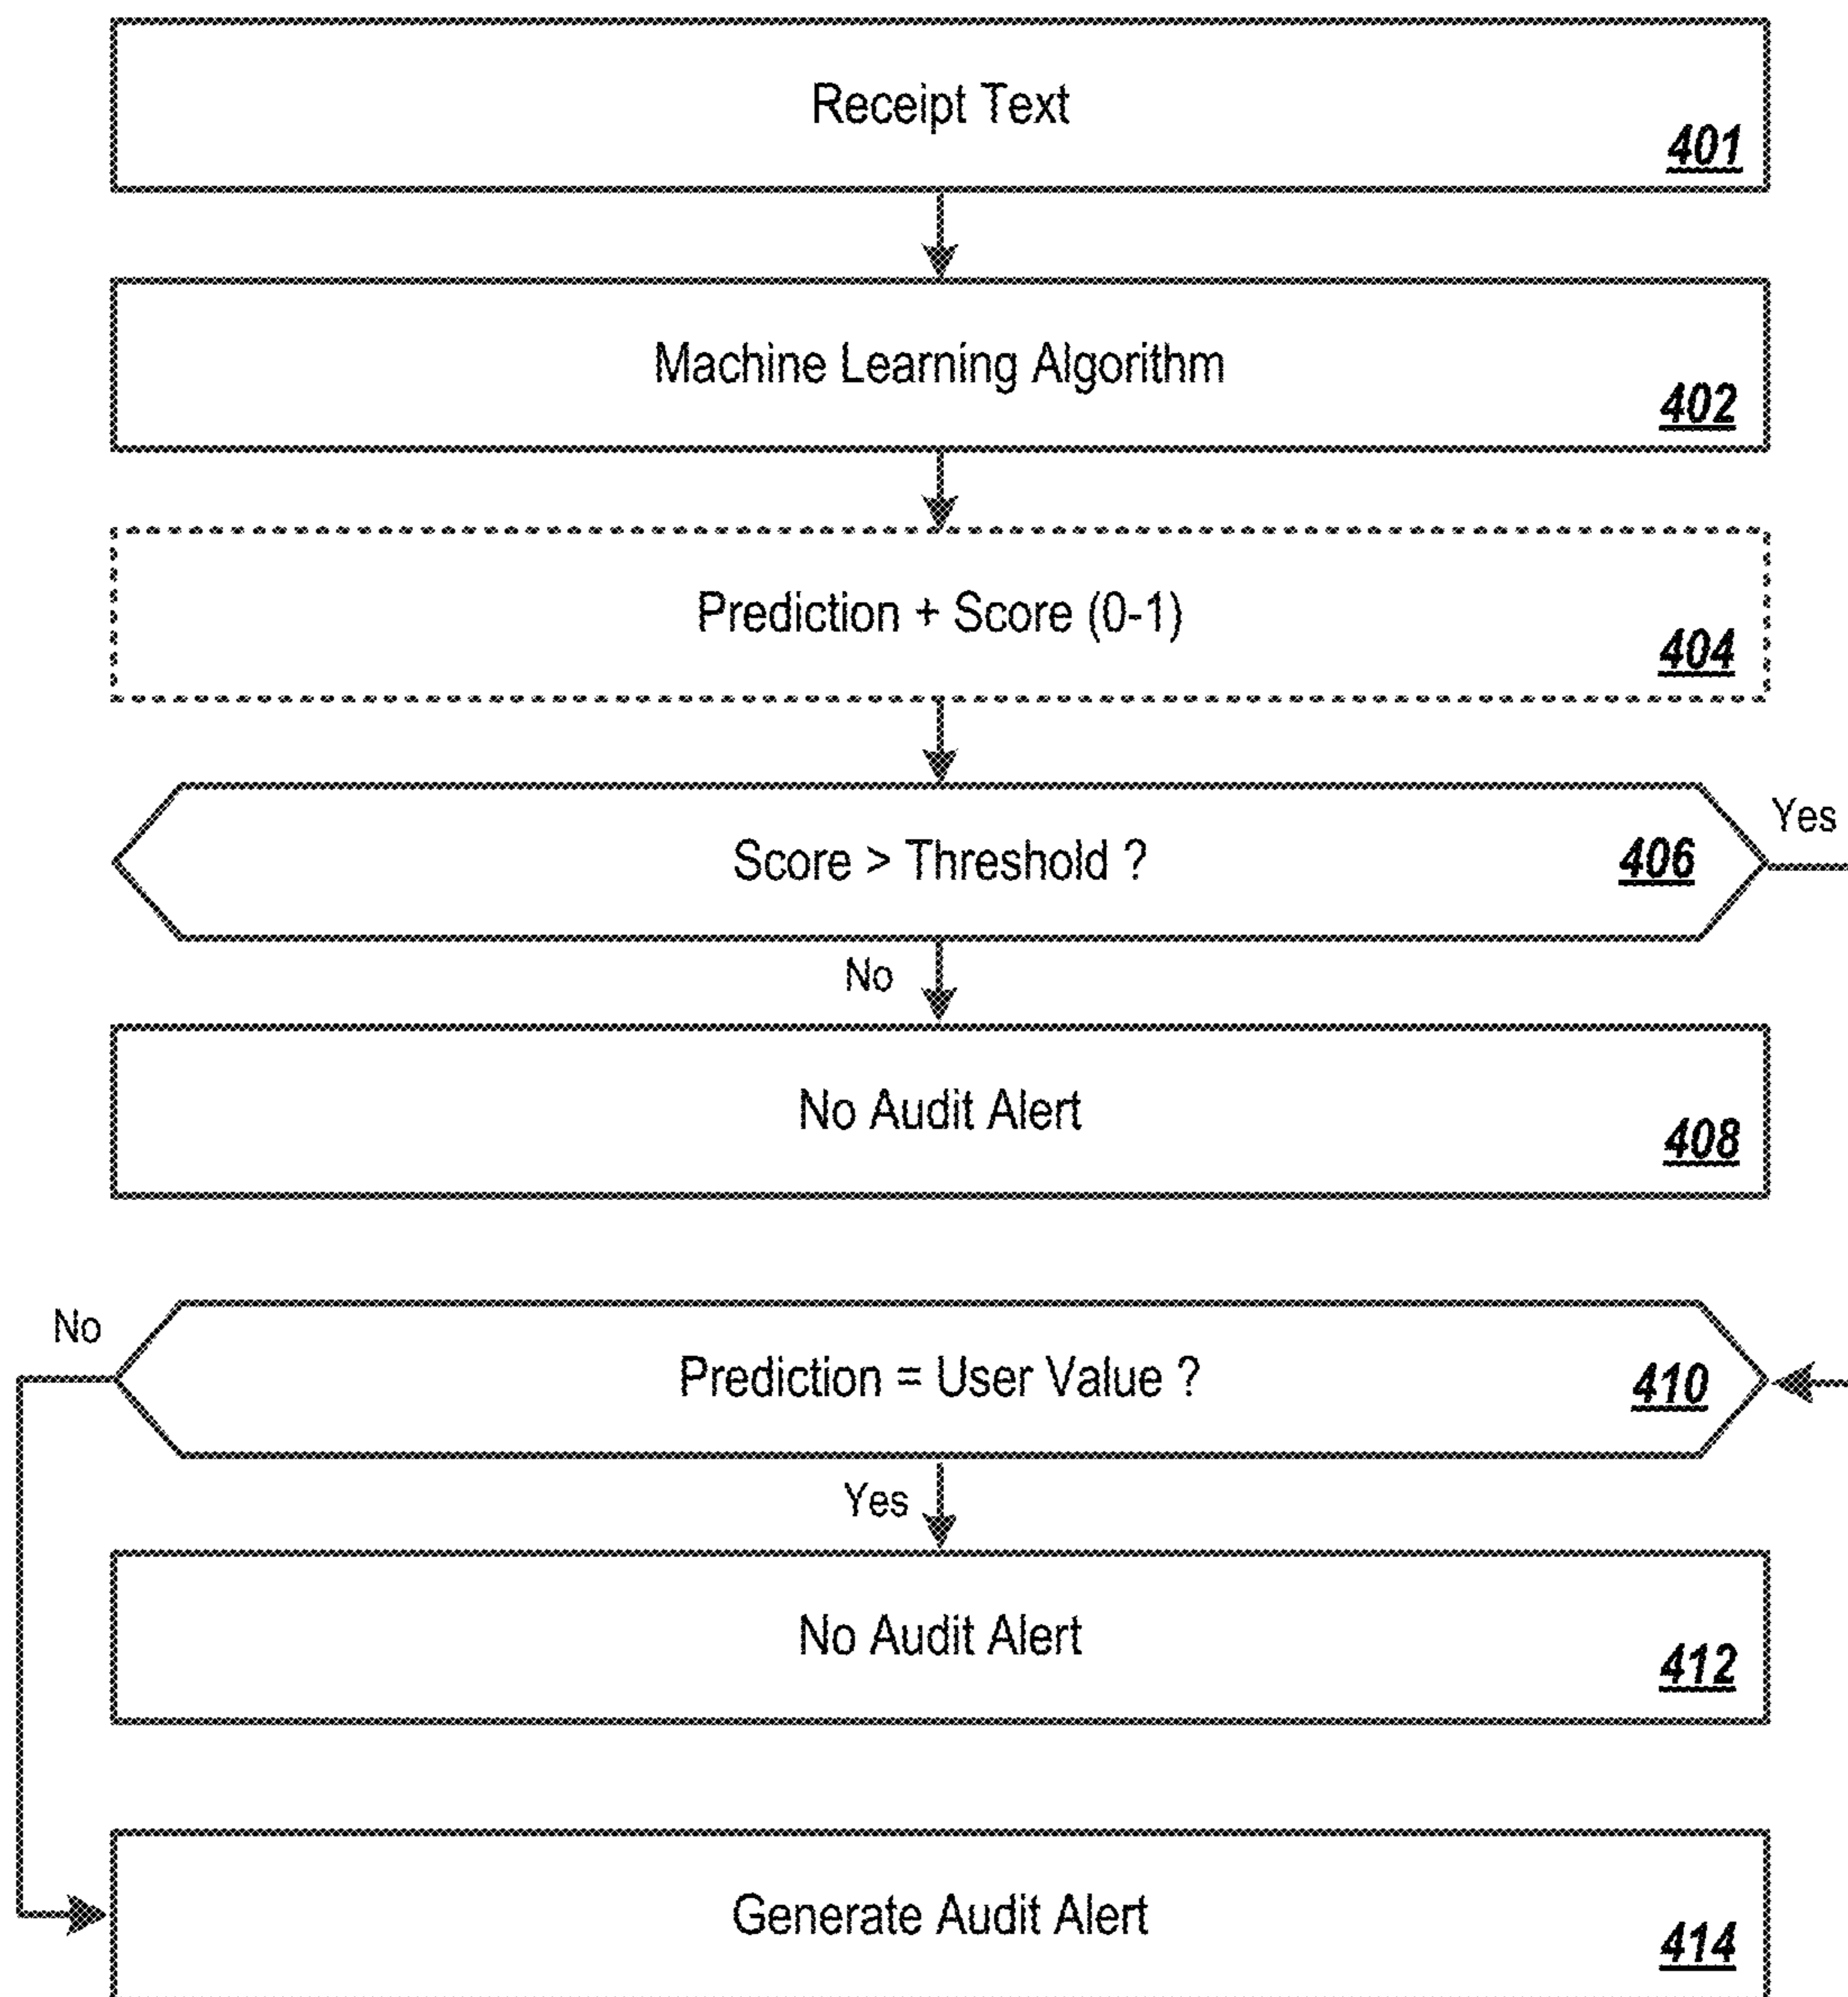 Receipt Text
401
Machine Learning Algorithm
402
Prediction + Score (0-1)
404
Score > Threshold ?
406
Yes
No
No Audit Alert
408
No
Prediction = User Value ?
410
Yes
No Audit Alert
412
Generate Audit Alert
414